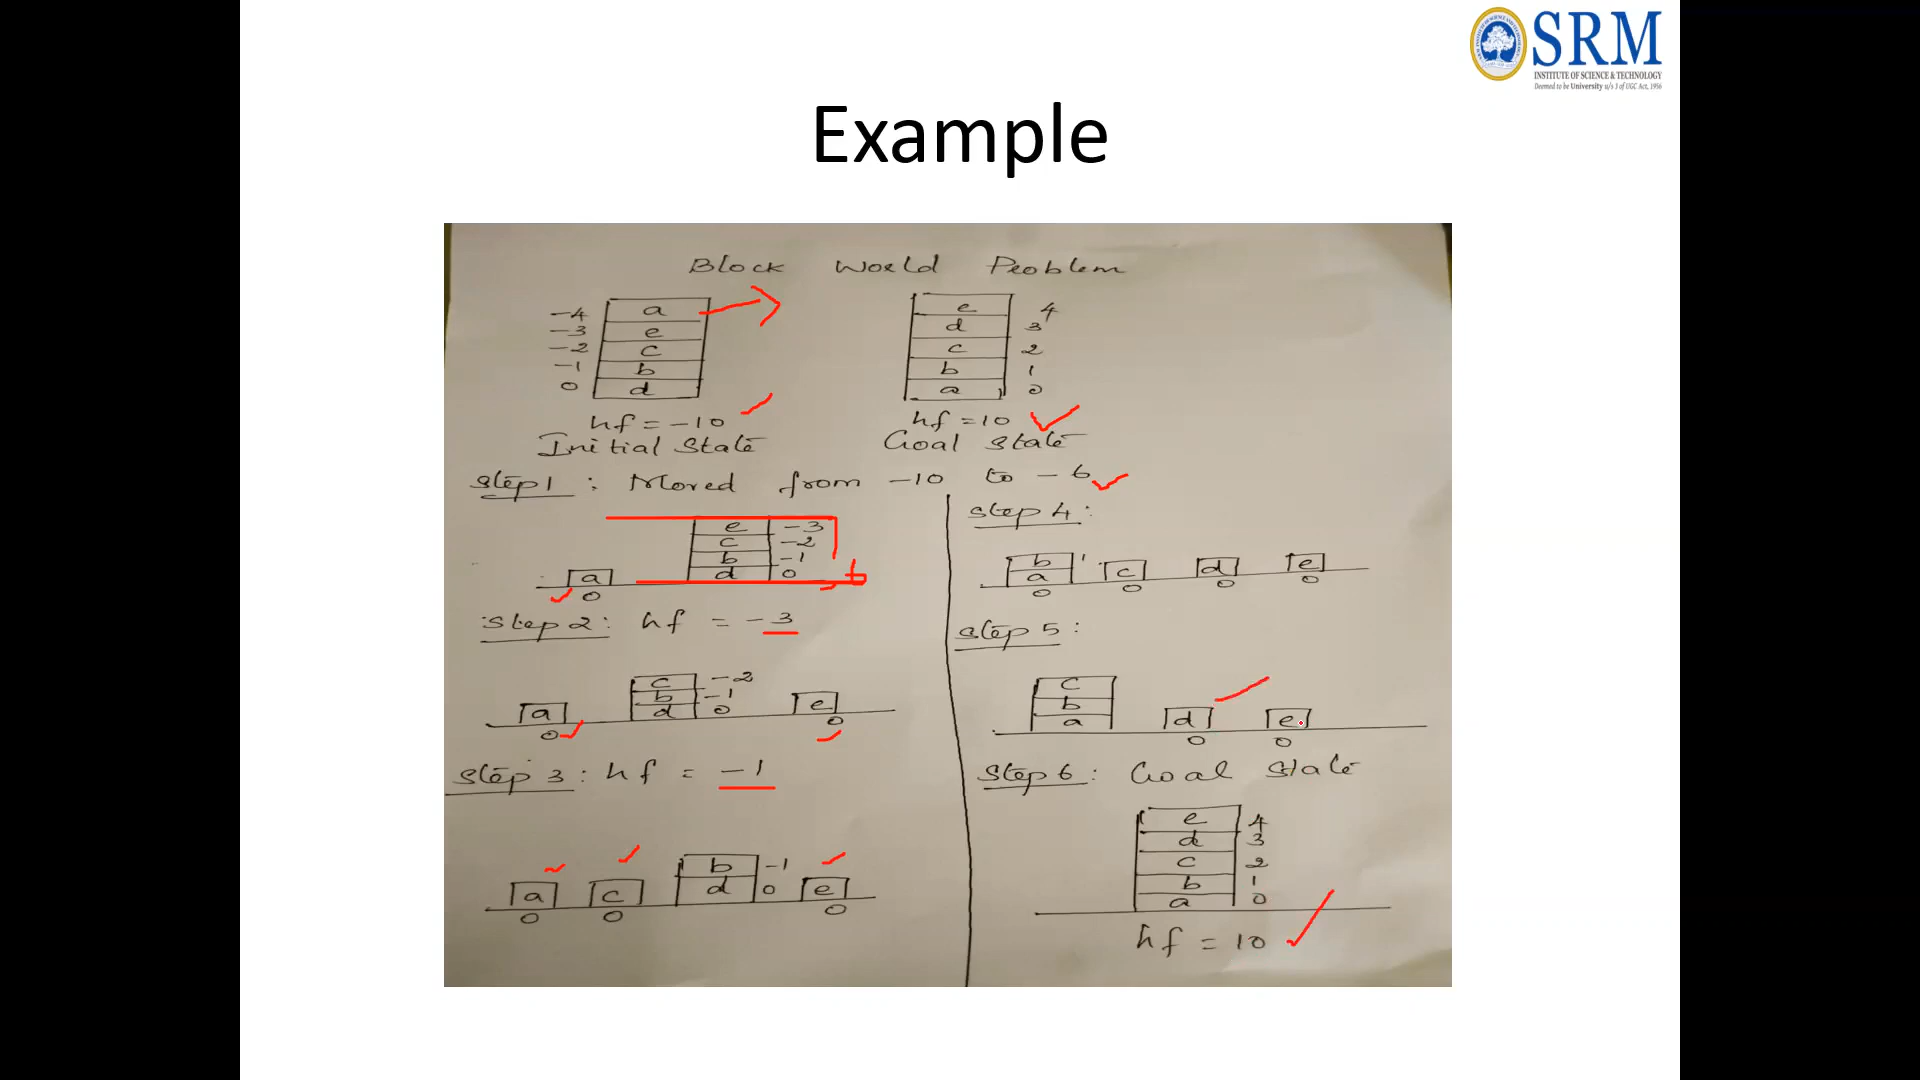 SRM
INSTITUTE OF SCIENCE & TECHNOLOGY
Deemed to be University u/s 3 of UGC Act, 1956
Example
Block World Problem
-4 a
-3 e
-2 c
-1 b
0 d
hf = -10
Initial State
e 4
d 3
c 2
b 1
a 0
hf = 10
Goal State
Step 1 : Moved from -10 to -6
e -3
c -2
b -1
a d 0
0
Step 2 : hf = -3
c -2
b -1
a d 0 e
0 0
Step 3 : hf = -1
b -1
a c d 0 e
0 0 0
Step 4 :
b 1
a c d e
0 0 0 0
Step 5 :
c
b
a d e
0 0
Step 6 : Goal State
e 4
d 3
c 2
b 1
a 0
hf = 10